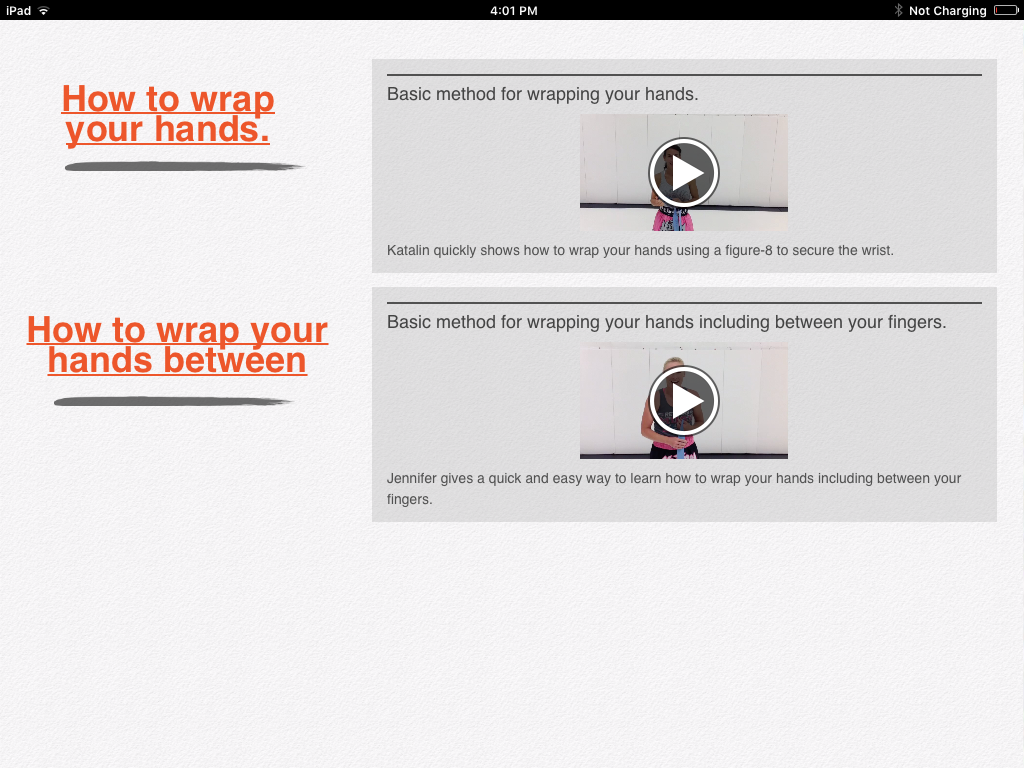 iPad 4:01 PM Not Charging
How to wrap
your hands.
Basic method for wrapping your hands.
Katalin quickly shows how to wrap your hands using a figure-8 to secure the wrist.
How to wrap your
hands between
Basic method for wrapping your hands including between your fingers.
Jennifer gives a quick and easy way to learn how to wrap your hands including between your
fingers.